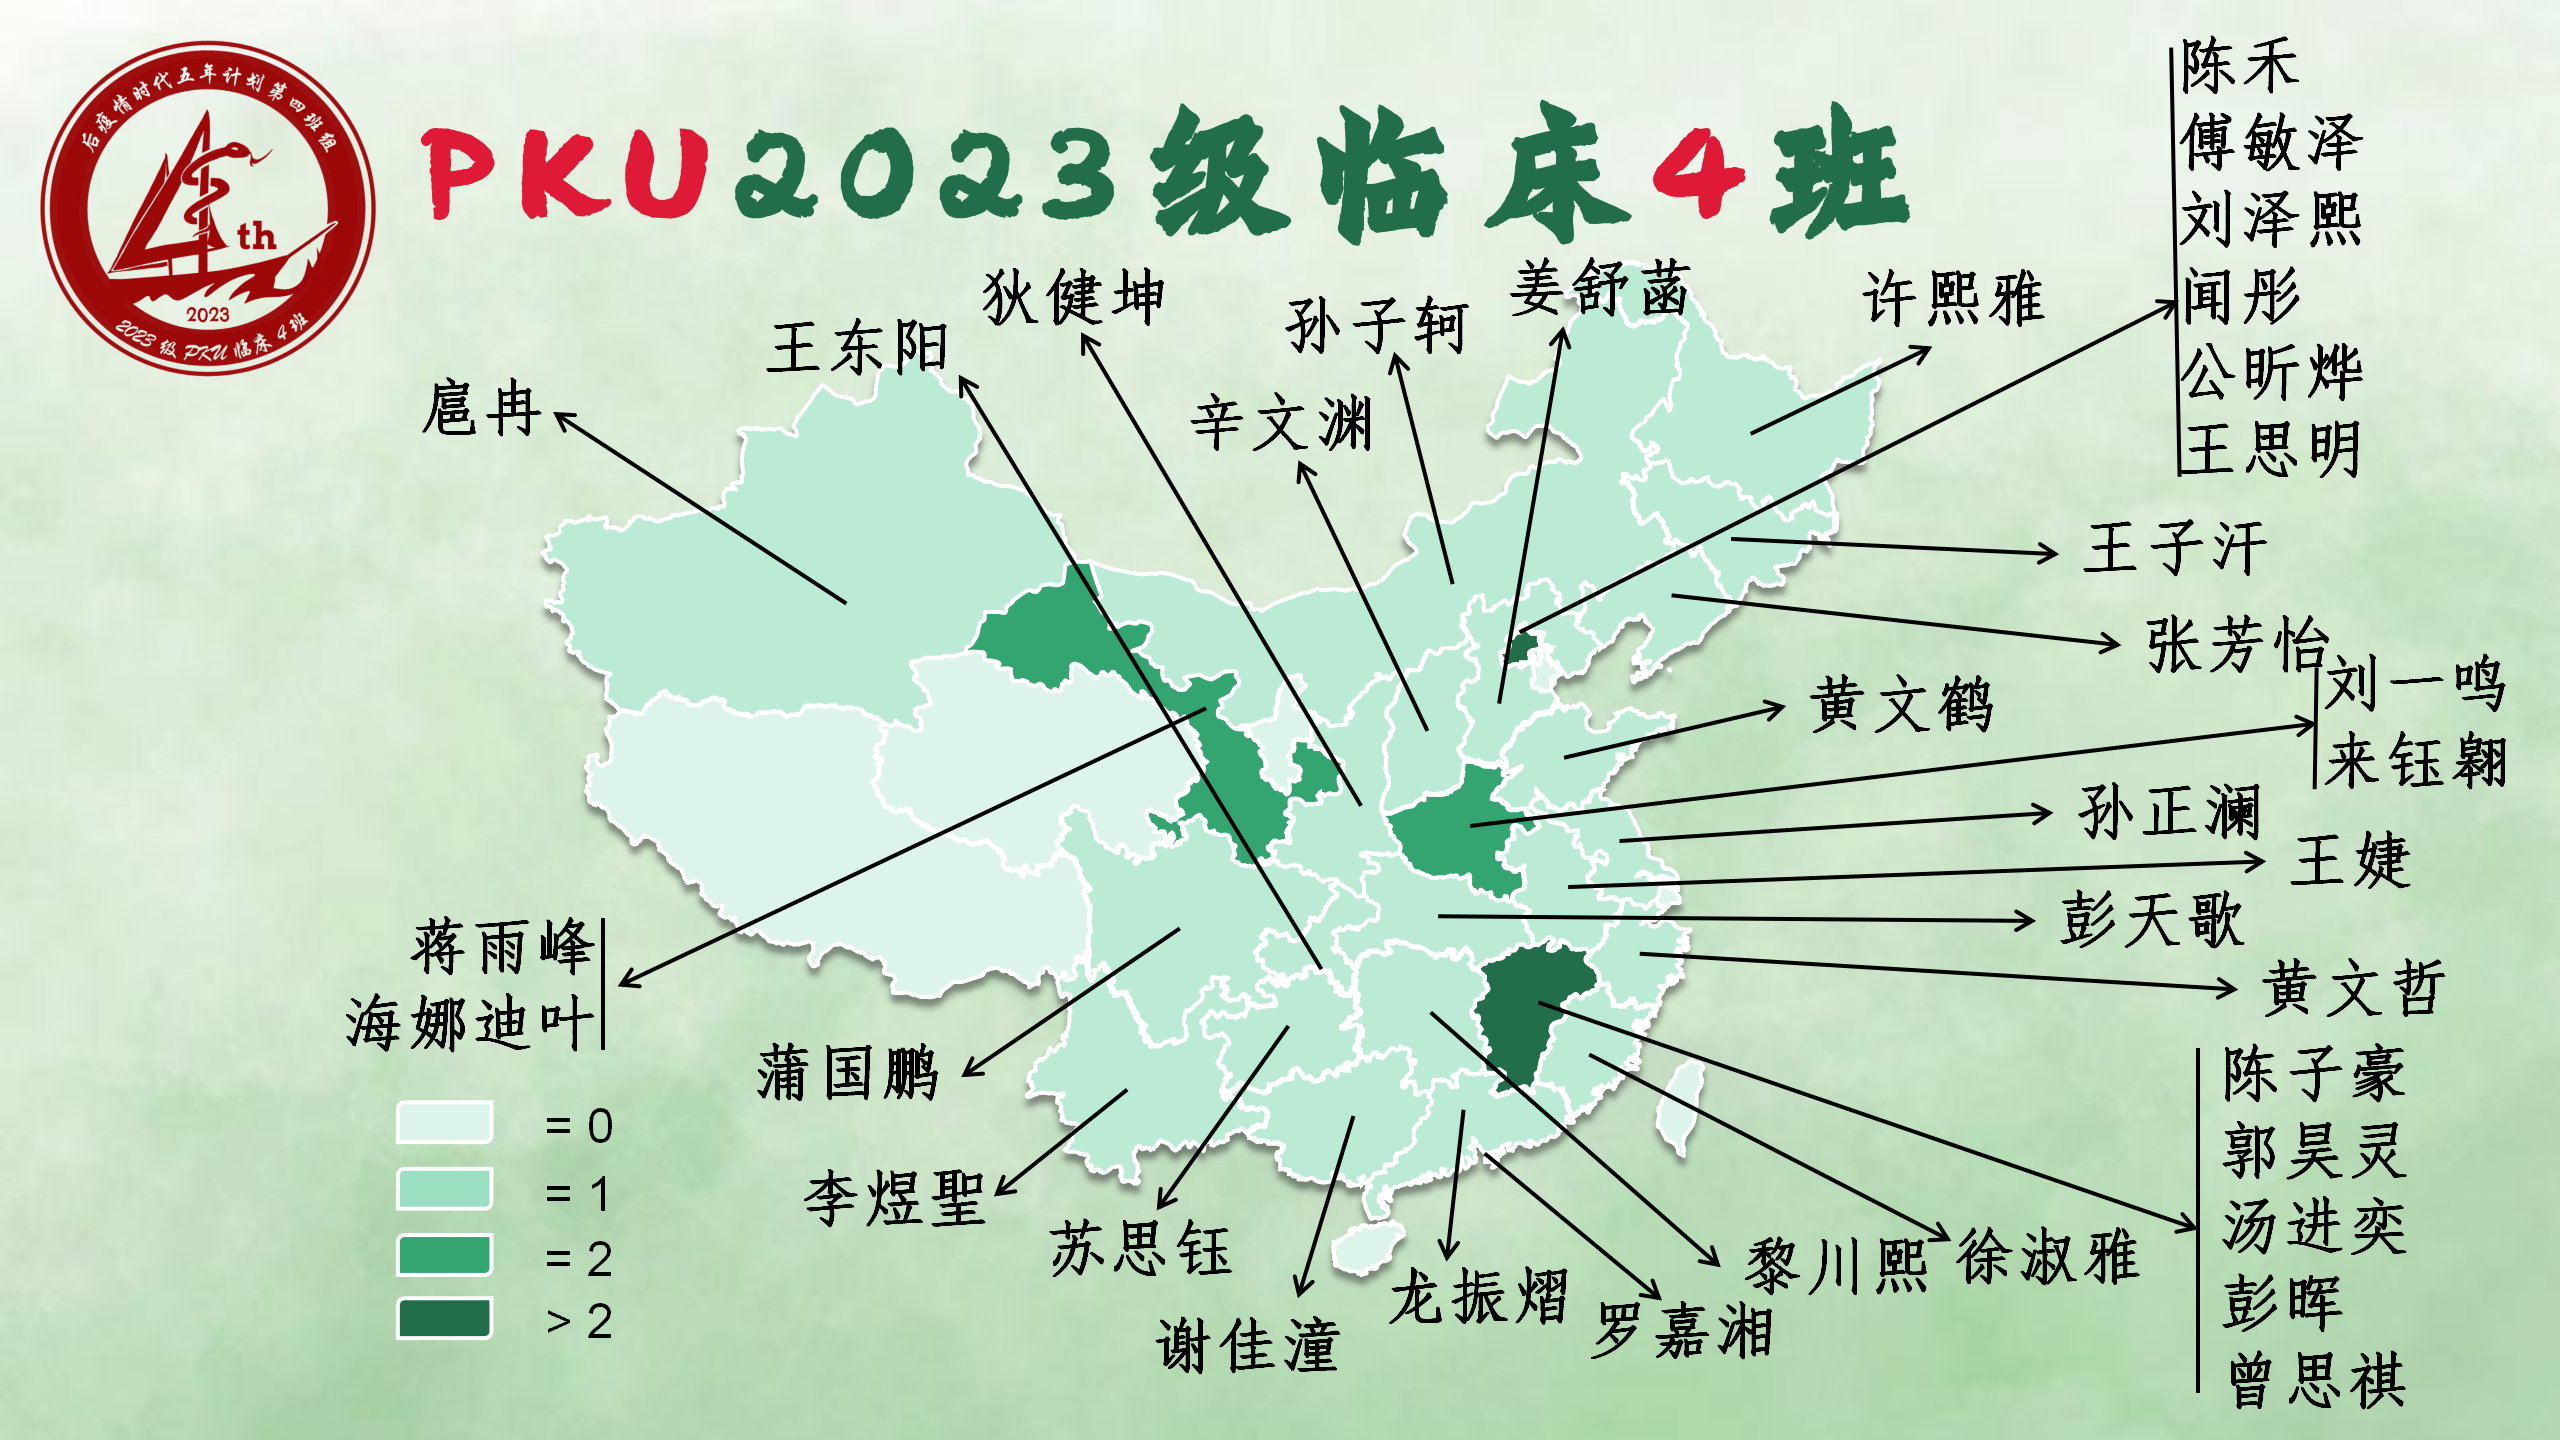 后疫情时代五年计划第四班组
th
2023
2023级PKU临床4班
PKU2023级临床4班
陈禾
傅敏泽
刘泽熙
闻彤
公昕烨
王思明
狄健坤
姜舒菡
许熙雅
孙子轲
王东阳
扈冉
辛文渊
王子汗
张芳怡
刘一鸣
来钰翱
黄文鹤
孙正澜
王婕
彭天歌
黄文哲
蒋雨峰
海娜迪叶
蒲国鹏
李煜聖
苏思钰
谢佳潼
龙振熠
罗嘉湘
黎川熙
徐淑雅
陈子豪
郭昊灵
汤进奕
彭晖
曾思祺
= 0
= 1
= 2
> 2